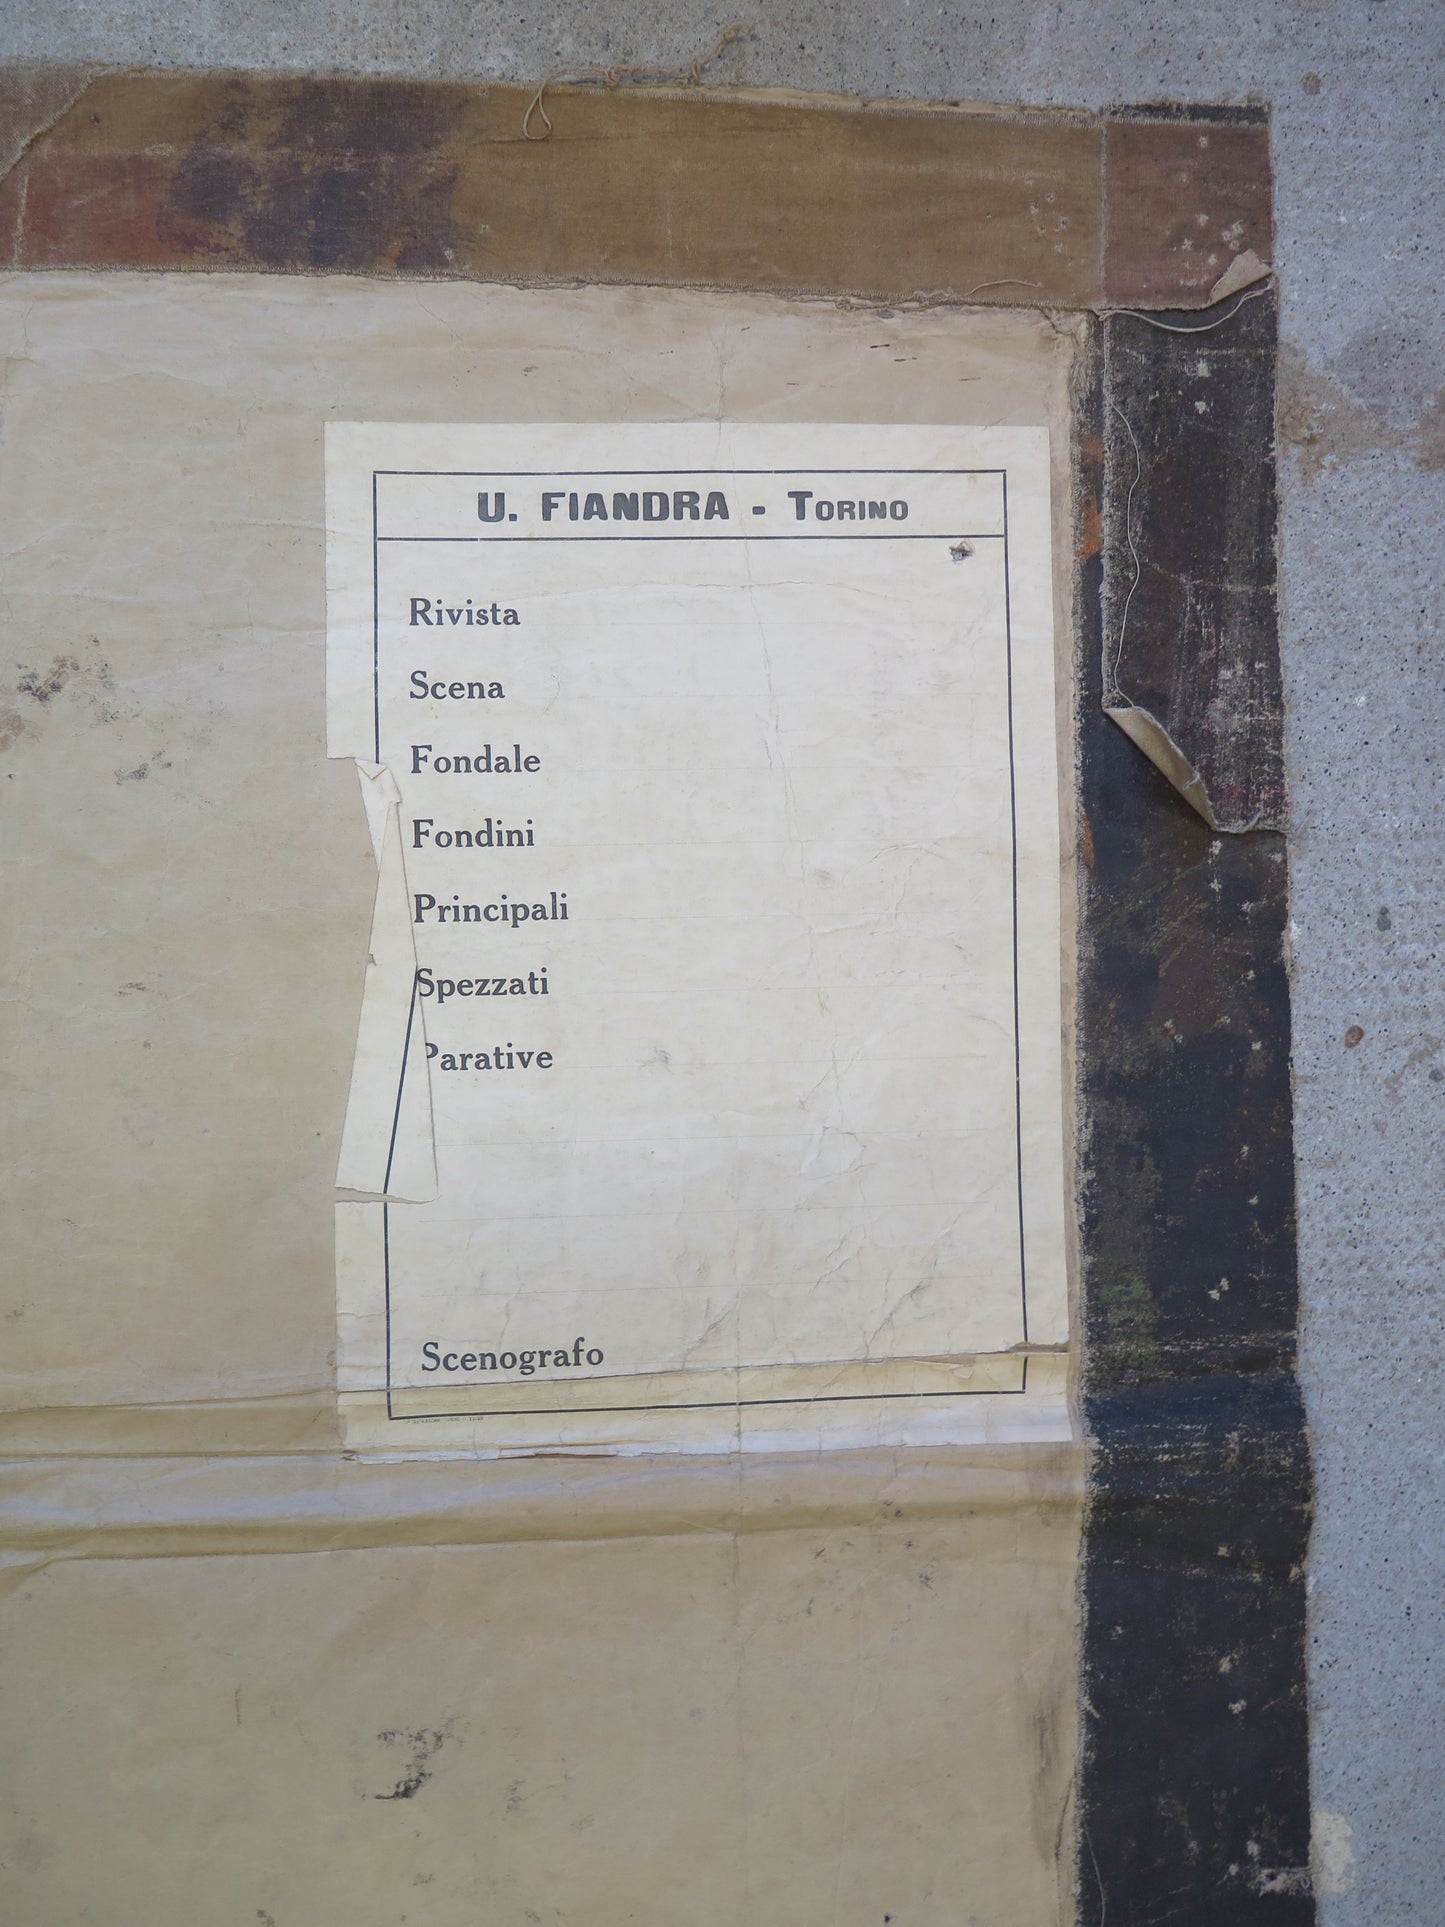 U. FIANDRA - TORINO
Rivista
Scena
Fondale
Fondini
Principali
Spezzati
Parative
Scenografo